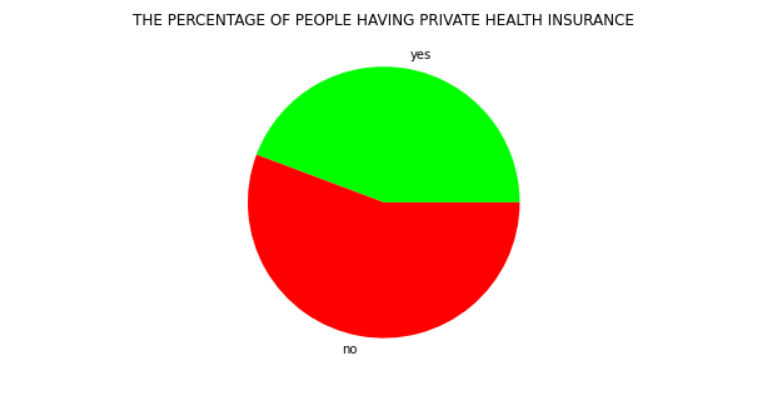 THE PERCENTAGE OF PEOPLE HAVING PRIVATE HEALTH INSURANCE
yes
no